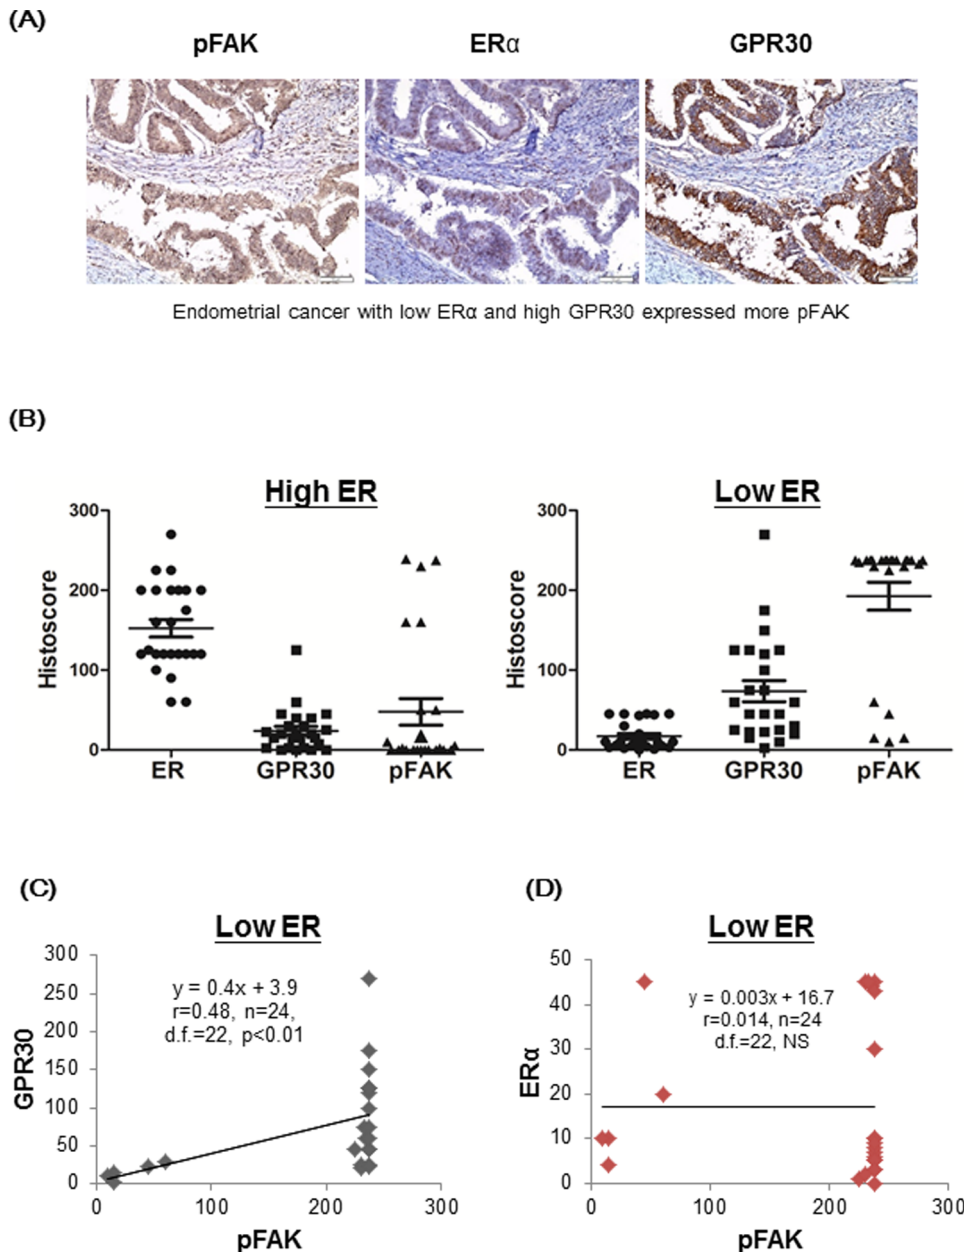 (A)
pFAK
ERα
GPR30
Endometrial cancer with low ERα and high GPR30 expressed more pFAK
(B)
High ER
Histoscore
300
200
100
0
ER
GPR30
pFAK
Low ER
Histoscore
300
200
100
0
ER
GPR30
pFAK
(C)
Low ER
GPR30
300
250
200
150
100
50
0
y = 0.4x + 3.9
r=0.48, n=24,
d.f.=22, p<0.01
0
100
200
300
pFAK
(D)
Low ER
ERα
50
40
30
20
10
0
y = 0.003x + 16.7
r=0.014, n=24
d.f.=22, NS
0
100
200
300
pFAK